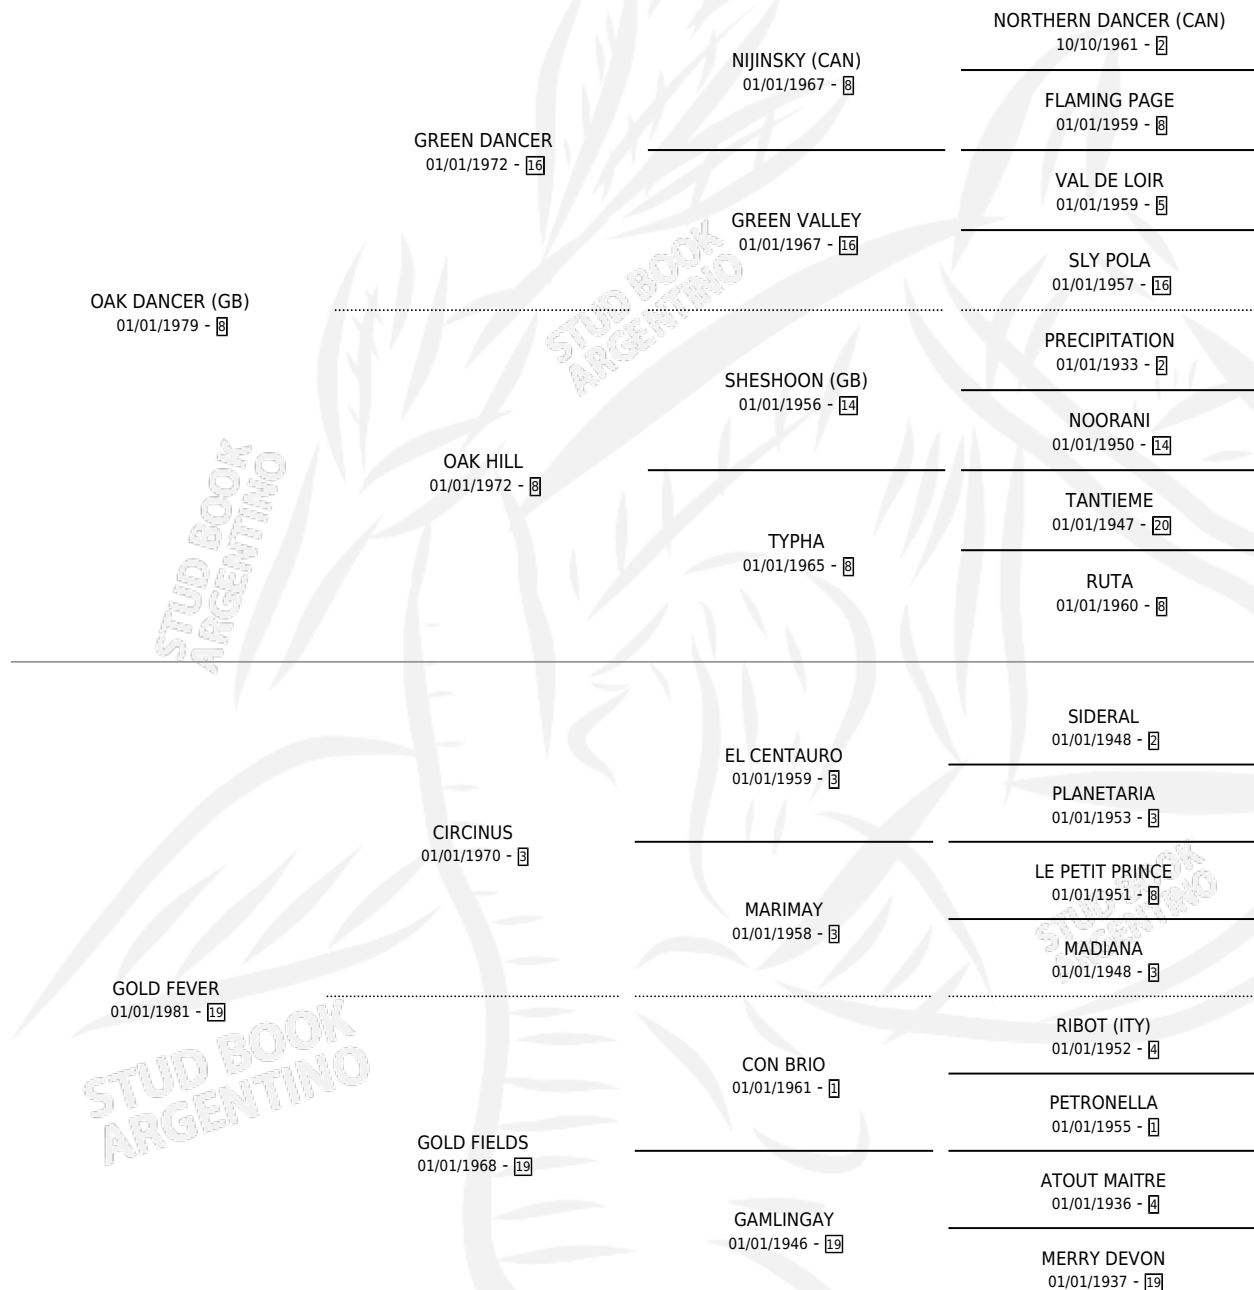 NORTHERN DANCER (CAN)
10/10/1961 - 2
NIJINSKY (CAN)
01/01/1967 - 8
FLAMING PAGE
01/01/1959 - 8
GREEN DANCER
01/01/1972 - 16
VAL DE LOIR
01/01/1959 - 5
GREEN VALLEY
01/01/1967 - 16
SLY POLA
01/01/1957 - 16
OAK DANCER (GB)
01/01/1979 - 8
STUD BOOK
ARGENTINO
PRECIPITATION
01/01/1933 - 2
SHESHOON (GB)
01/01/1956 - 14
NOORANI
01/01/1950 - 14
OAK HILL
01/01/1972 - 8
TANTIEME
01/01/1947 - 20
TYPHA
01/01/1965 - 8
RUTA
01/01/1960 - 8
STUD BOOK
ARGENTINO
SIDERAL
01/01/1948 - 2
EL CENTAURO
01/01/1959 - 3
PLANETARIA
01/01/1953 - 3
CIRCINUS
01/01/1970 - 3
LE PETIT PRINCE
01/01/1951 - 8
MARIMAY
01/01/1958 - 3
STUD BOOK
ARGENTINO
MADIANA
01/01/1948 - 3
GOLD FEVER
01/01/1981 - 19
RIBOT (ITY)
01/01/1952 - 4
CON BRIO
01/01/1961 - 1
STUD BOOK
ARGENTINO
PETRONELLA
01/01/1955 - 1
GOLD FIELDS
01/01/1968 - 19
ATOUT MAITRE
01/01/1936 - 4
GAMLINGAY
01/01/1946 - 19
MERRY DEVON
01/01/1937 - 19